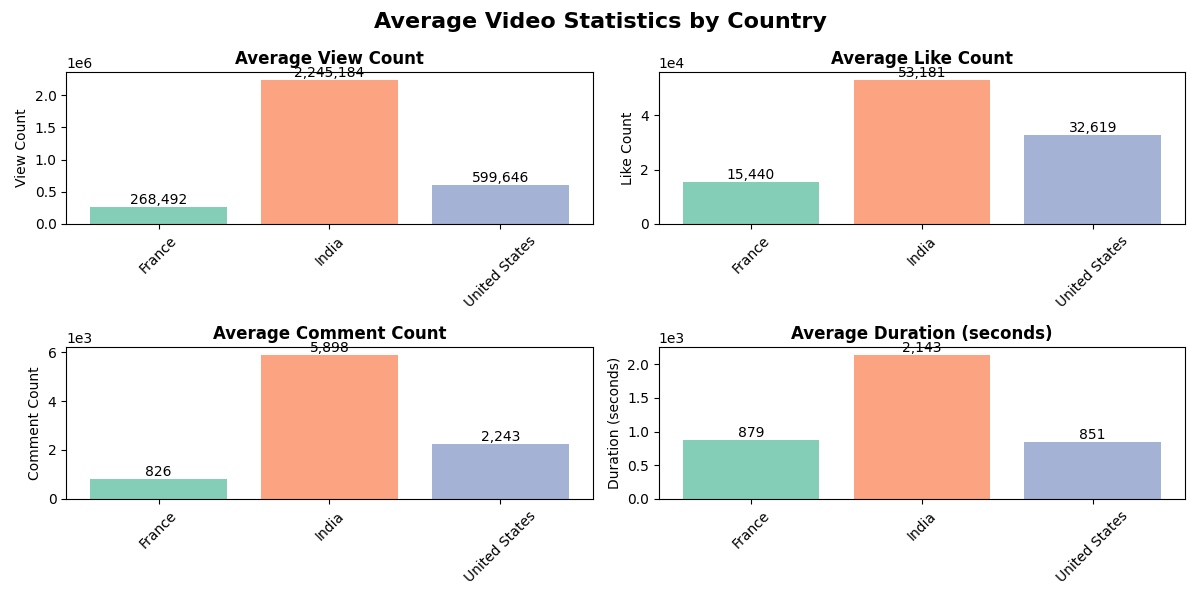 Average Video Statistics by Country
Average View Count
1e6
View Count
2.0
1.5
1.0
0.5
0.0
268,492
2,245,184
599,646
France
India
United States
Average Like Count
1e4
Like Count
4
2
0
15,440
53,181
32,619
France
India
United States
Average Comment Count
1e3
Comment Count
6
4
2
0
826
5,898
2,243
France
India
United States
Average Duration (seconds)
1e3
Duration (seconds)
2.0
1.5
1.0
0.5
0.0
879
2,143
851
France
India
United States